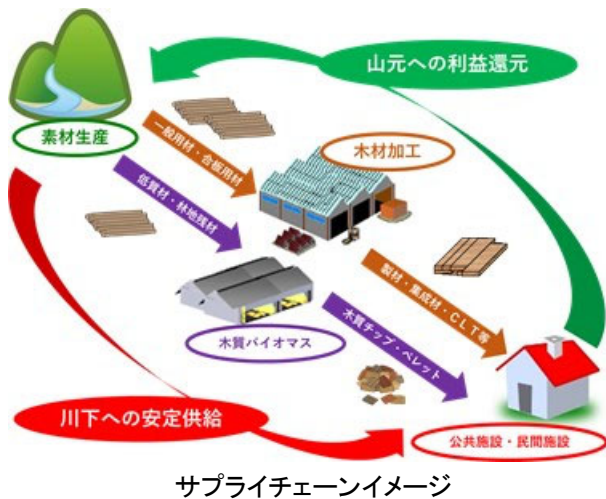 山元への利益還元
素材生産
一般用材・合板用材
木材加工
低質材・林地残材
製材・集成材・CLT等
木質バイオマス
木質チップ・ペレット
川下への安定供給
公共施設・民間施設
サプライチェーンイメージ